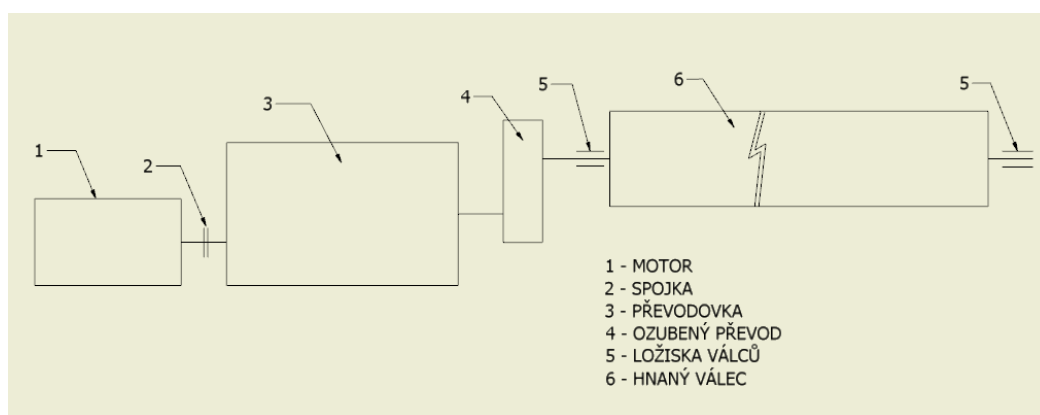 1
2
3
4
5
6
5
1 - MOTOR
2 - SPOJKA
3 - PŘEVODOVKA
4 - OZUBENÝ PŘEVOD
5 - LOŽISKA VÁLCŮ
6 - HNANÝ VÁLEC